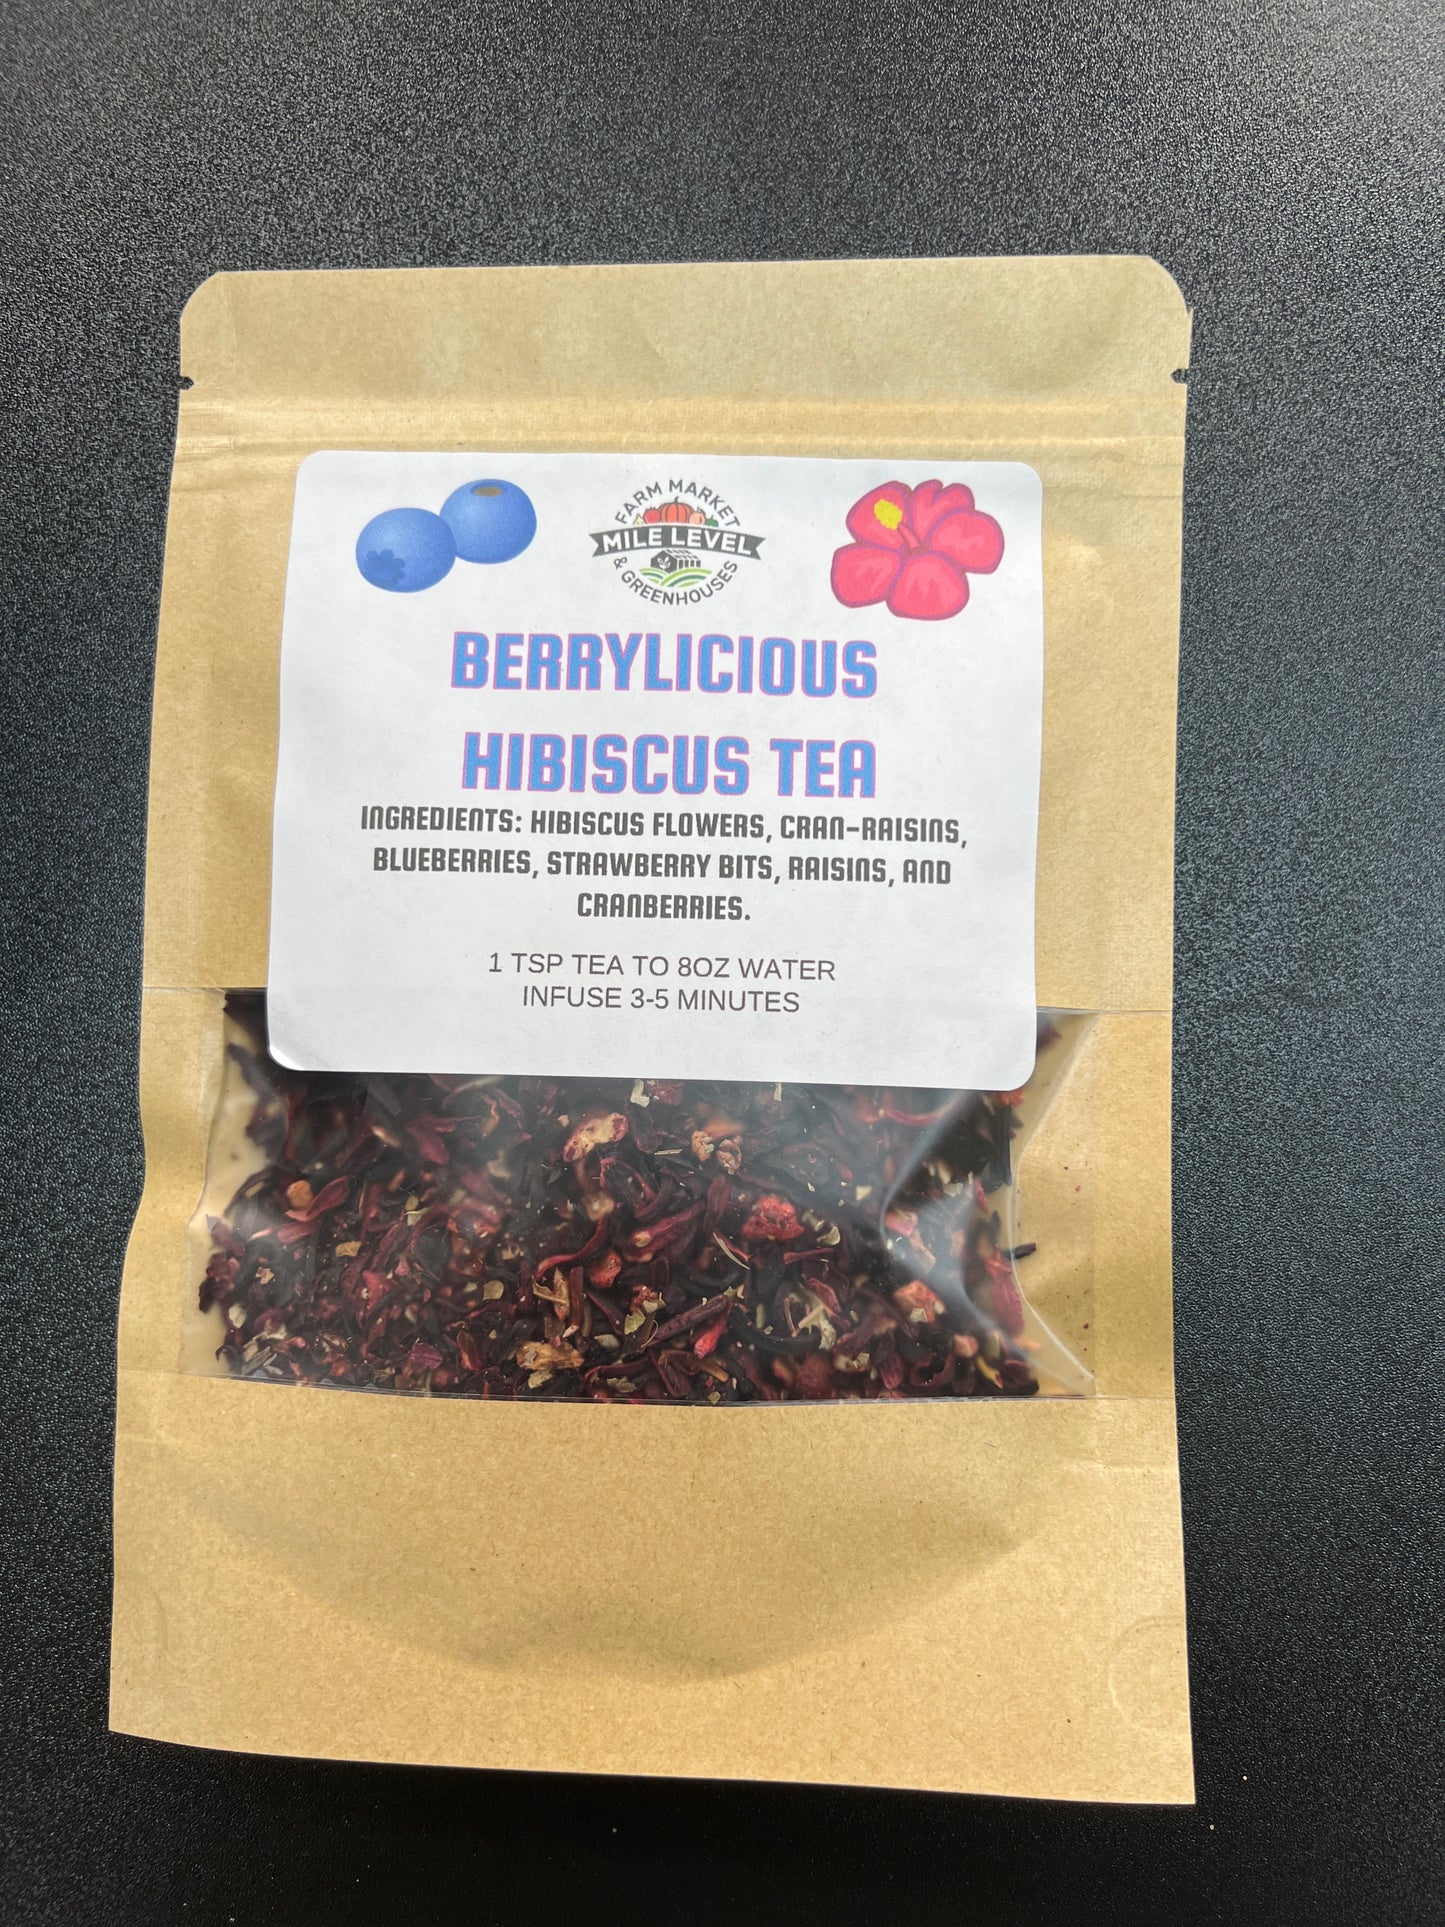 FARM MARKET
MILE LEVEL
& GREENHOUSES
BERRYLICIOUS
HIBISCUS TEA
INGREDIENTS: HIBISCUS FLOWERS, CRAN-RAISINS,
BLUEBERRIES, STRAWBERRY BITS, RAISINS, AND
CRANBERRIES.
1 TSP TEA TO 8OZ WATER
INFUSE 3-5 MINUTES